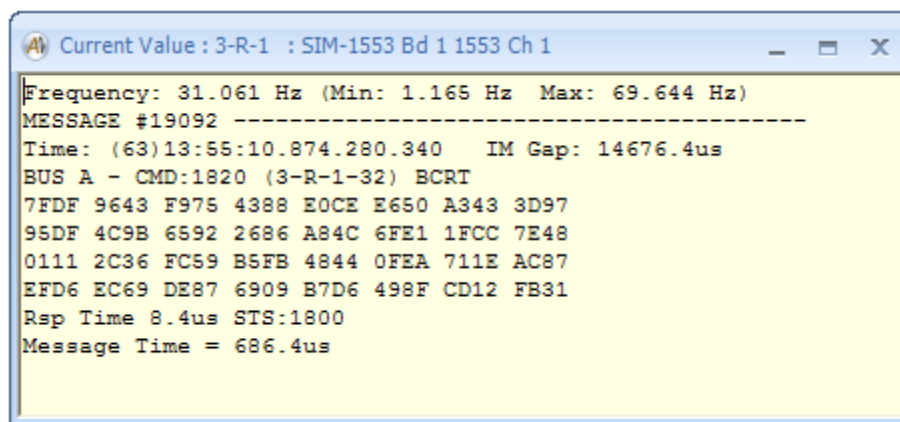 Current Value : 3-R-1 : SIM-1553 Bd 1 1553 Ch 1
Frequency: 31.061 Hz (Min: 1.165 Hz Max: 69.644 Hz)
MESSAGE #19092 -------------------------------------------
Time: (63)13:55:10.874.280.340 IM Gap: 14676.4us
BUS A - CMD:1820 (3-R-1-32) BCRT
7FDF 9643 F975 4388 E0CE E650 A343 3D97
95DF 4C9B 6592 2686 A84C 6FE1 1FCC 7E48
0111 2C36 FC59 B5FB 4844 0FEA 711E AC87
EFD6 EC69 DE87 6909 B7D6 498F CD12 FB31
Rsp Time 8.4us STS:1800
Message Time = 686.4us